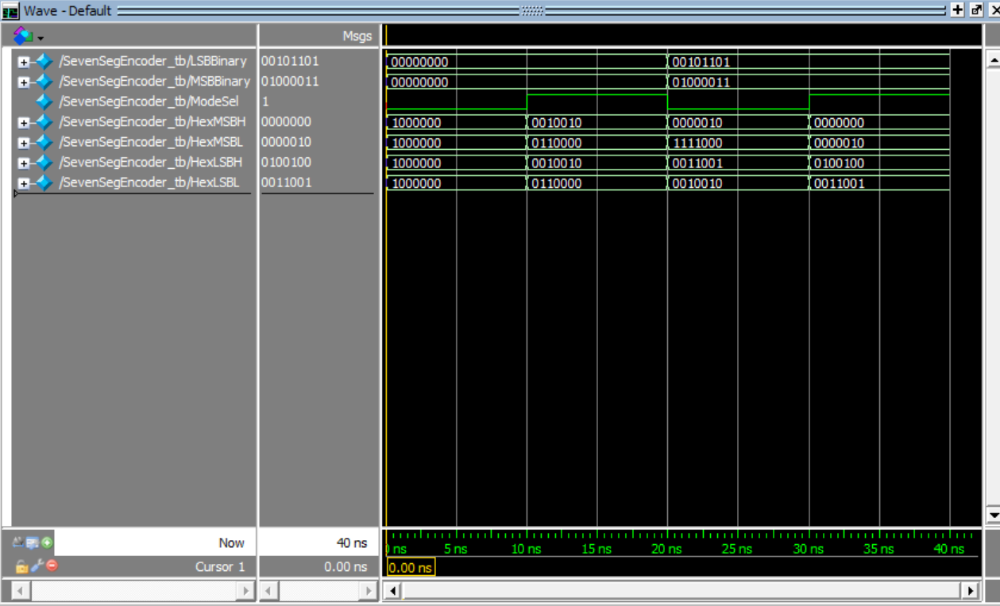 Wave - Default
Msgs
/SevenSegEncoder_tb/LSBBinary 00101101 00000000 00101101
/SevenSegEncoder_tb/MSBBinary 01000011 00000000 01000011
/SevenSegEncoder_tb/ModeSel 1
/SevenSegEncoder_tb/HexMSBH 0000000 1000000 0010010 0000010 0000000
/SevenSegEncoder_tb/HexMSBL 0000010 1000000 0110000 1111000 0000010
/SevenSegEncoder_tb/HexLSBH 0100100 1000000 0010010 0011001 0100100
/SevenSegEncoder_tb/HexLSBL 0011001 1000000 0110000 0010010 0011001
Now 40 ns 0 ns 5 ns 10 ns 15 ns 20 ns 25 ns 30 ns 35 ns 40 ns
Cursor 1 0.00 ns 0.00 ns